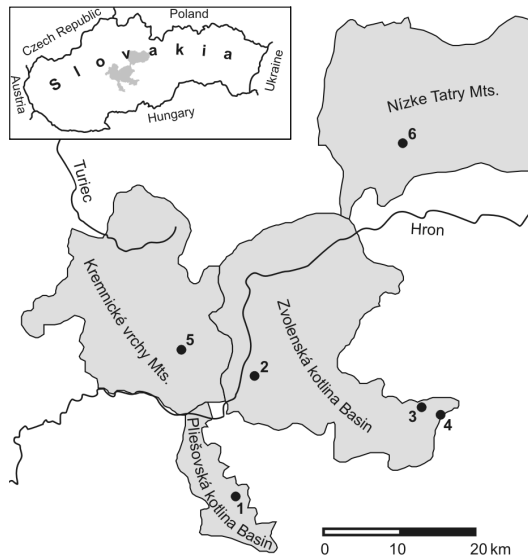 Czech Republic
Poland
Slovakia
Austria
Ukraine
Hungary
Nízke Tatry Mts.
6
Turiec
Hron
Kremnické vrchy Mts.
5
Zvolenská kotlina Basin
2
3
4
Pliešovská kotlina Basin
1
0 10 20 km